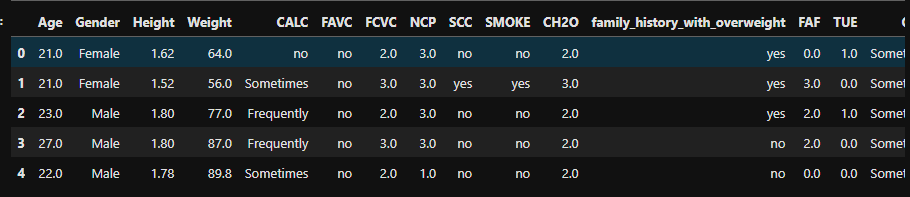 Age Gender Height Weight CALC FAVC FCVC NCP SCC SMOKE CH2O family_history_with_overweight FAF TUE
0 21.0 Female 1.62 64.0 no no 2.0 3.0 no no 2.0 yes 0.0 1.0 Somet
1 21.0 Female 1.52 56.0 Sometimes no 3.0 3.0 yes yes 3.0 yes 3.0 0.0 Somet
2 23.0 Male 1.80 77.0 Frequently no 2.0 3.0 no no 2.0 yes 2.0 1.0 Somet
3 27.0 Male 1.80 87.0 Frequently no 3.0 3.0 no no 2.0 no 2.0 0.0 Somet
4 22.0 Male 1.78 89.8 Sometimes no 2.0 1.0 no no 2.0 no 0.0 0.0 Somet